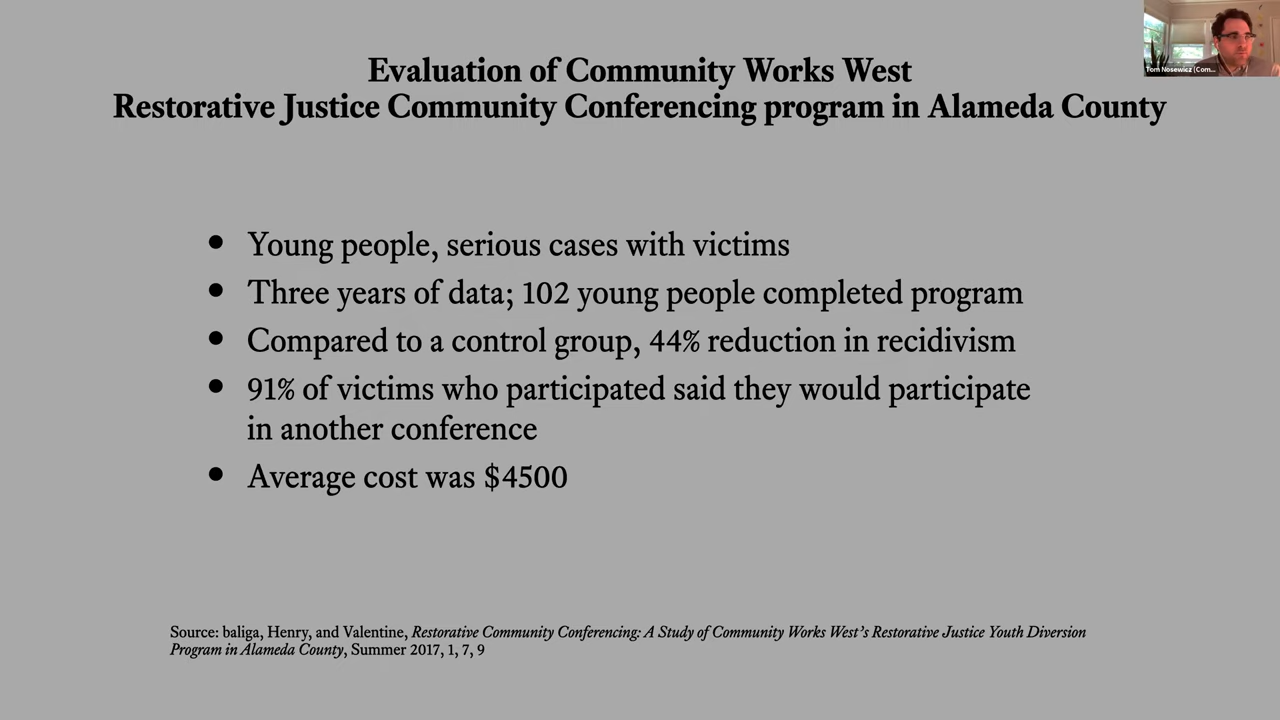 Tom Nosewicz (Com...
Evaluation of Community Works West
Restorative Justice Community Conferencing program in Alameda County
• Young people, serious cases with victims
• Three years of data; 102 young people completed program
• Compared to a control group, 44% reduction in recidivism
• 91% of victims who participated said they would participate
in another conference
• Average cost was $4500
Source: baliga, Henry, and Valentine, Restorative Community Conferencing: A Study of Community Works West’s Restorative Justice Youth Diversion
Program in Alameda County, Summer 2017, 1, 7, 9